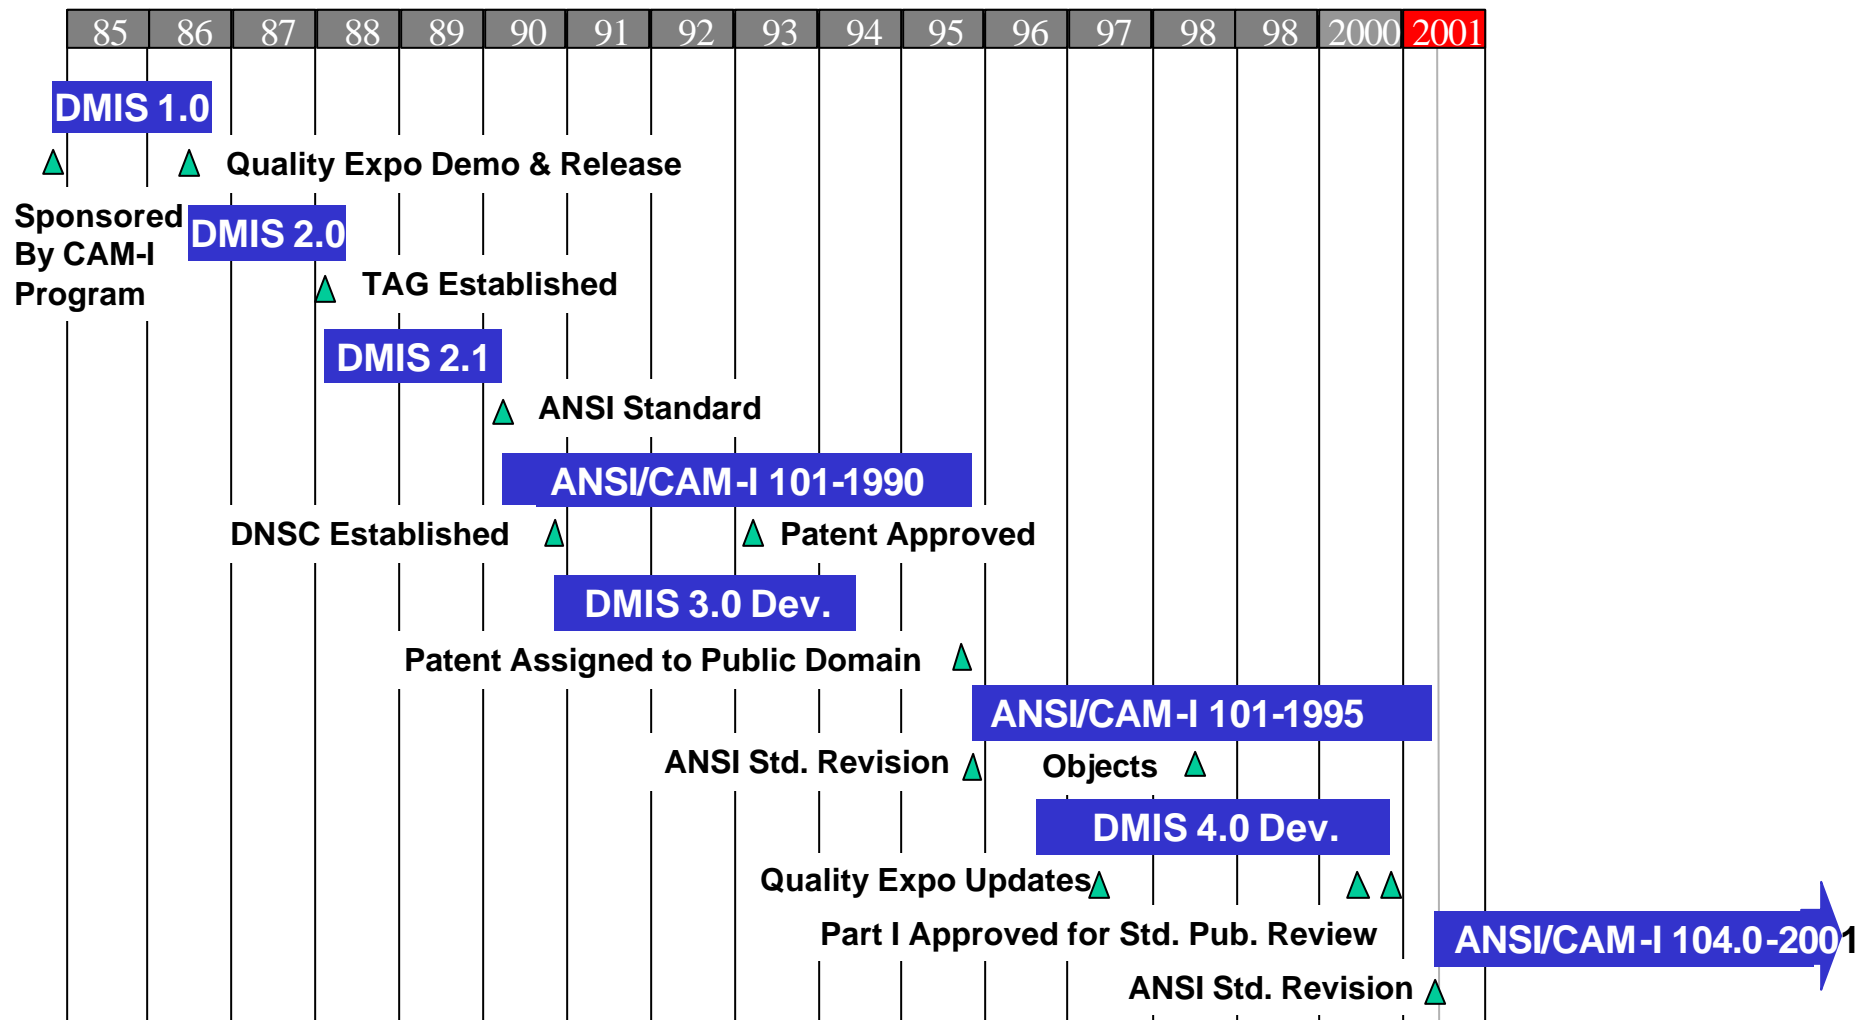 85 86 87 88 89 90 91 92 93 94 95 96 97 98 98 2000 2001
DMIS 1.0
Quality Expo Demo & Release
Sponsored
By CAM-I
Program
DMIS 2.0
TAG Established
DMIS 2.1
ANSI Standard
ANSI/CAM-I 101-1990
DNSC Established
Patent Approved
DMIS 3.0 Dev.
Patent Assigned to Public Domain
ANSI/CAM-I 101-1995
ANSI Std. Revision
Objects
DMIS 4.0 Dev.
Quality Expo Updates
Part I Approved for Std. Pub. Review
ANSI/CAM-I 104.0-2001
ANSI Std. Revision